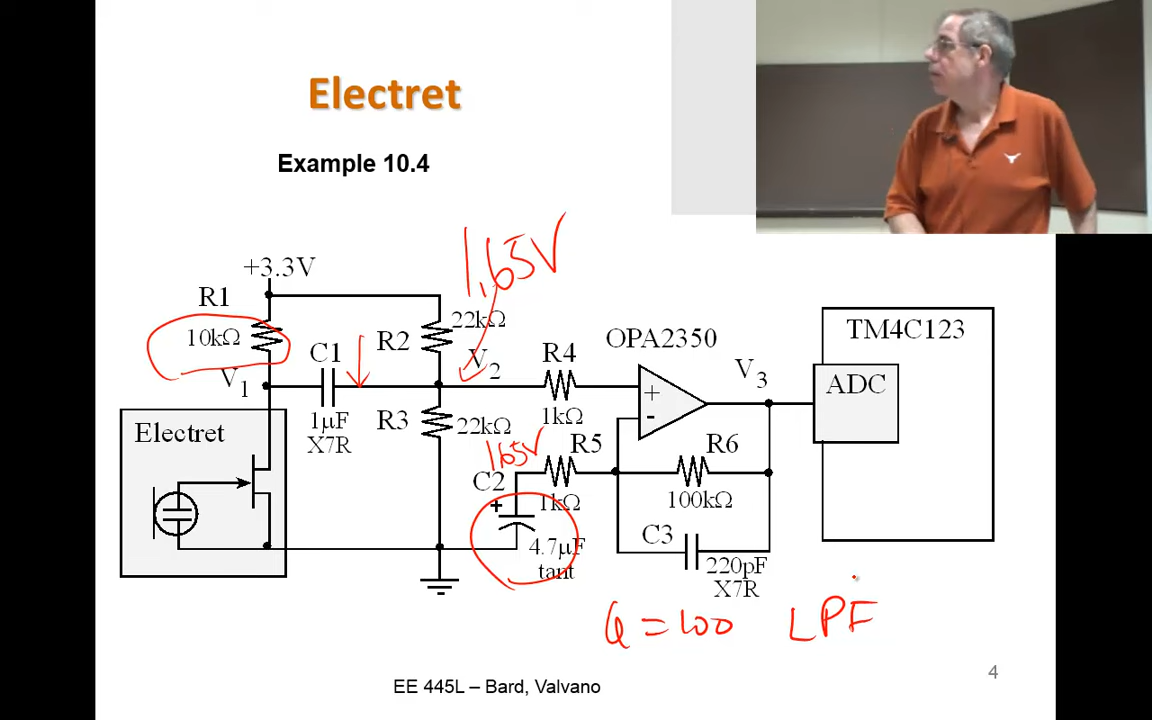 Electret
Example 10.4
1.65V
+3.3V
R1
10kΩ
R2
22kΩ
C1
V1
V2
R4
1kΩ
OPA2350
V3
TM4C123
ADC
+
-
1µF
X7R
R3
22kΩ
Electret
1.65V
R5
1kΩ
R6
100kΩ
C2
+
4.7µF
tant
C3
220pF
X7R
G = 100 LPF
EE 445L – Bard, Valvano
4